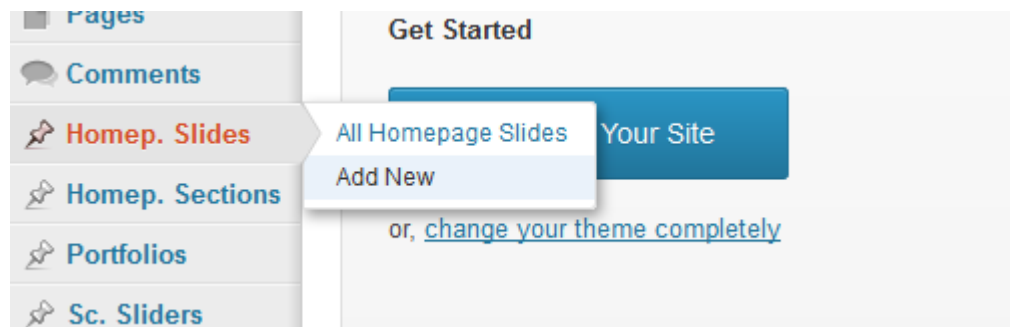 Pages
Comments
Homep. Slides
Homep. Sections
Portfolios
Sc. Sliders
All Homepage Slides
Add New
Get Started
Your Site
or, change your theme completely